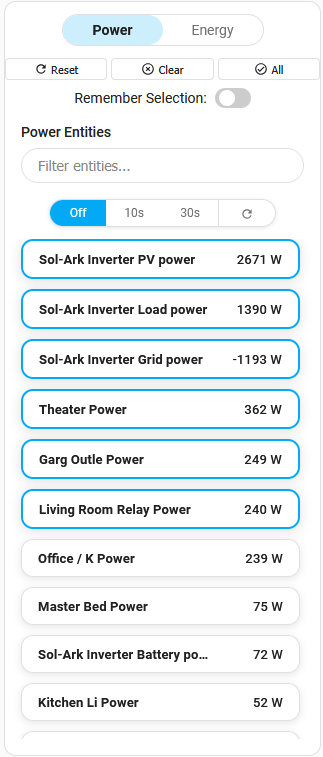 Power Energy
Reset Clear All
Remember Selection:
Power Entities
Filter entities...
Off 10s 30s
Sol-Ark Inverter PV power 2671 W
Sol-Ark Inverter Load power 1390 W
Sol-Ark Inverter Grid power -1193 W
Theater Power 362 W
Garg Outle Power 249 W
Living Room Relay Power 240 W
Office / K Power 239 W
Master Bed Power 75 W
Sol-Ark Inverter Battery po... 72 W
Kitchen Li Power 52 W